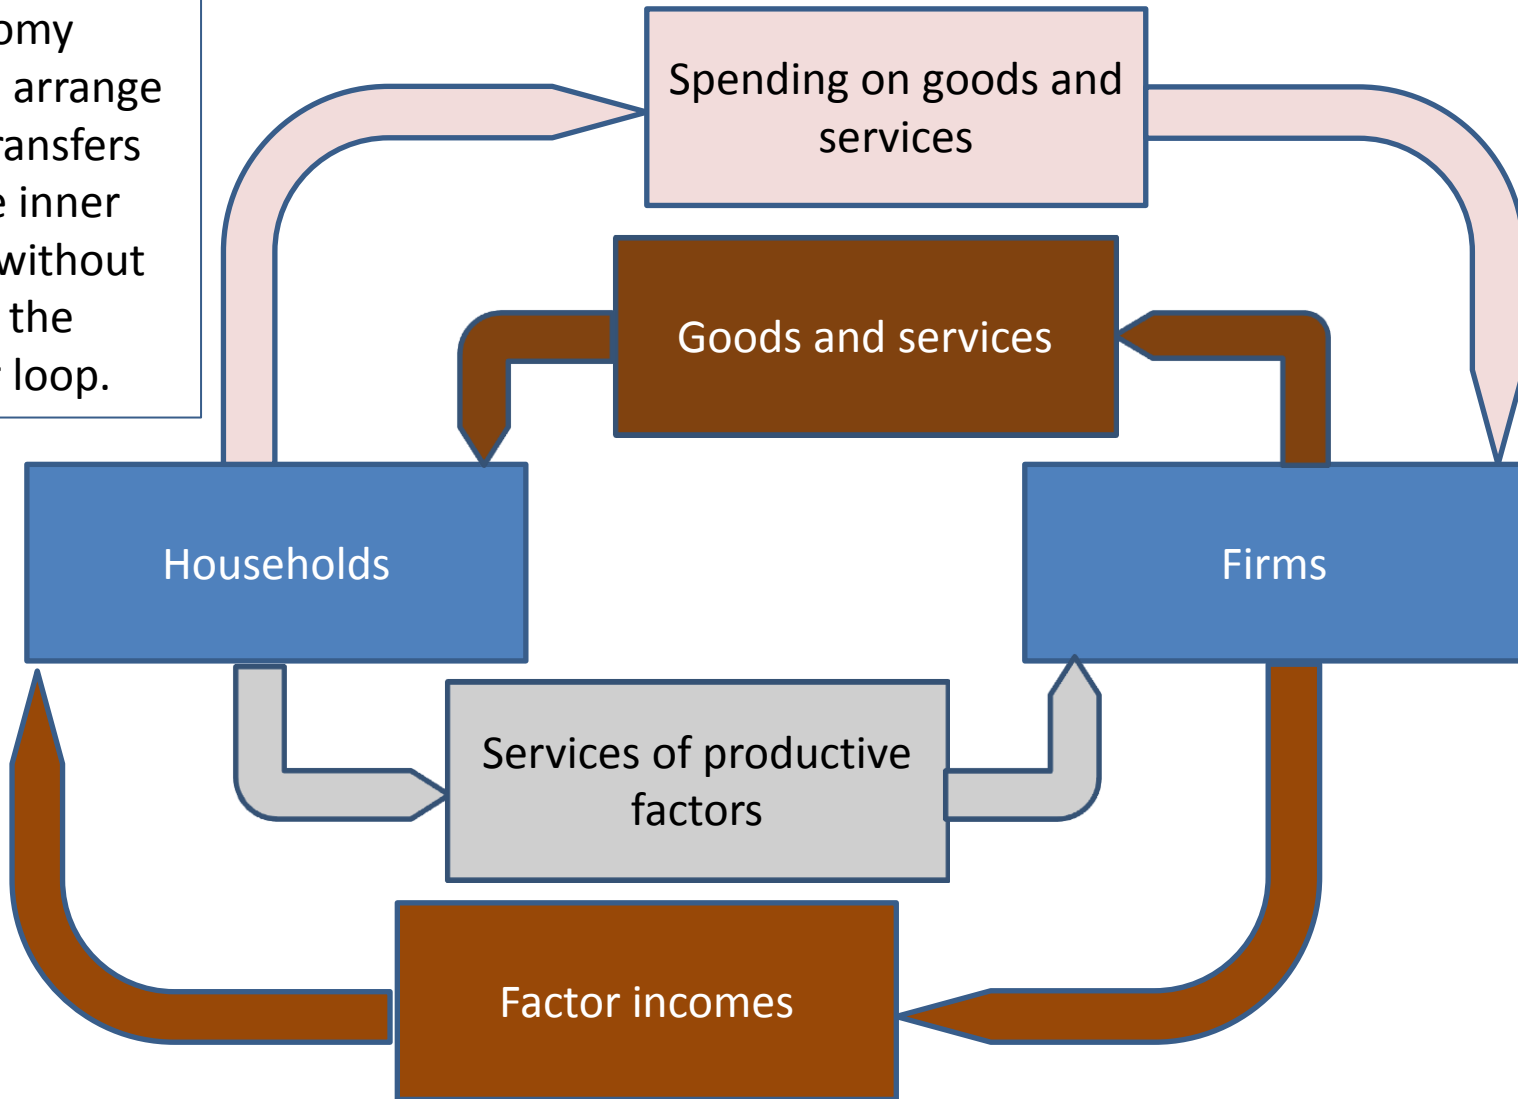 omy
arrange
ransfers
e inner
without
the
loop.
Spending on goods and
services
Goods and services
Households
Firms
Services of productive
factors
Factor incomes